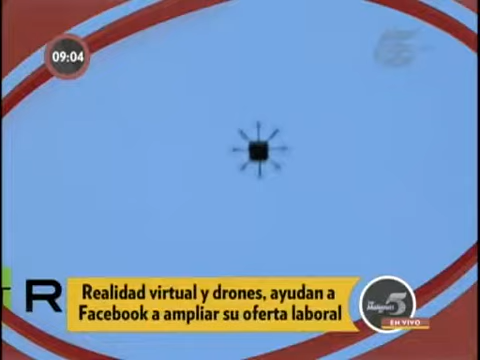 09:04
R
Realidad virtual y drones, ayudan a
Facebook a ampliar su oferta laboral
5
EN VIVO